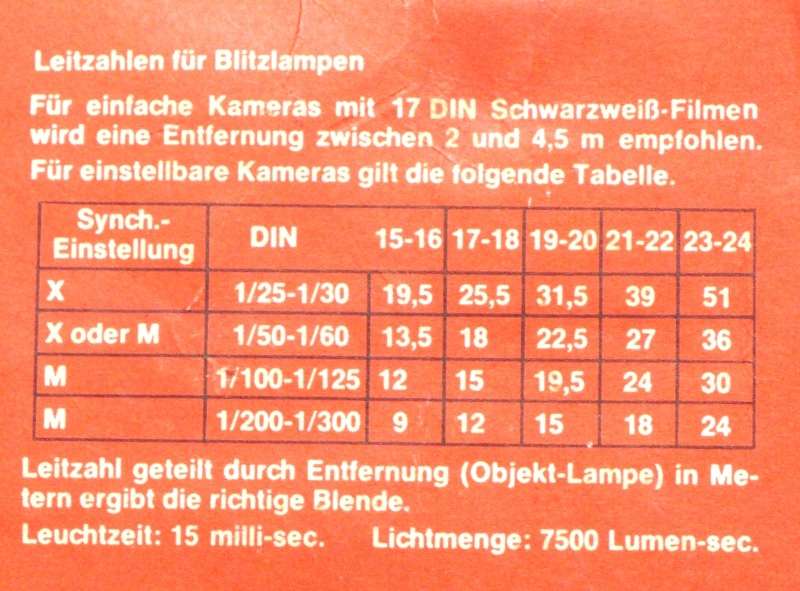 Leitzahlen für Blitzlampen
Für einfache Kameras mit 17 DIN Schwarzweiß-Filmen
wird eine Entfernung zwischen 2 und 4,5 m empfohlen.
Für einstellbare Kameras gilt die folgende Tabelle.
Synch.-
Einstellung DIN 15-16 17-18 19-20 21-22 23-24
X 1/25-1/30 19,5 25,5 31,5 39 51
X oder M 1/50-1/60 13,5 18 22,5 27 36
M 1/100-1/125 12 15 19,5 24 30
M 1/200-1/300 9 12 15 18 24
Leitzahl geteilt durch Entfernung (Objekt-Lampe) in Me-
tern ergibt die richtige Blende.
Leuchtzeit: 15 milli-sec. Lichtmenge: 7500 Lumen-sec.